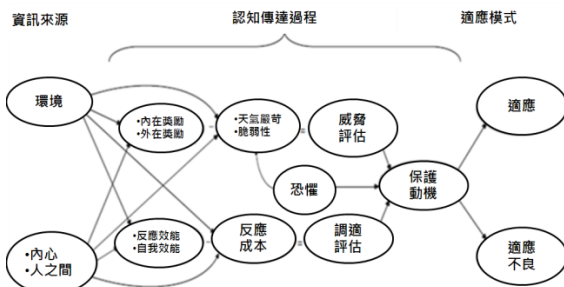 資訊來源
認知傳達過程
適應模式
環境
•內在獎勵
•外在獎勵
•天氣嚴苛
•脆弱性
威脅
評估
適應
恐懼
保護
動機
•內心
•人之間
•反應效能
•自我效能
反應
成本
調適
評估
適應
不良